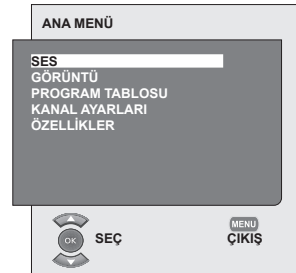 ANA MENÜ
SES
GÖRÜNTÜ
PROGRAM TABLOSU
KANAL AYARLARI
ÖZELLİKLER
OK
SEÇ
MENU
ÇIKIŞ